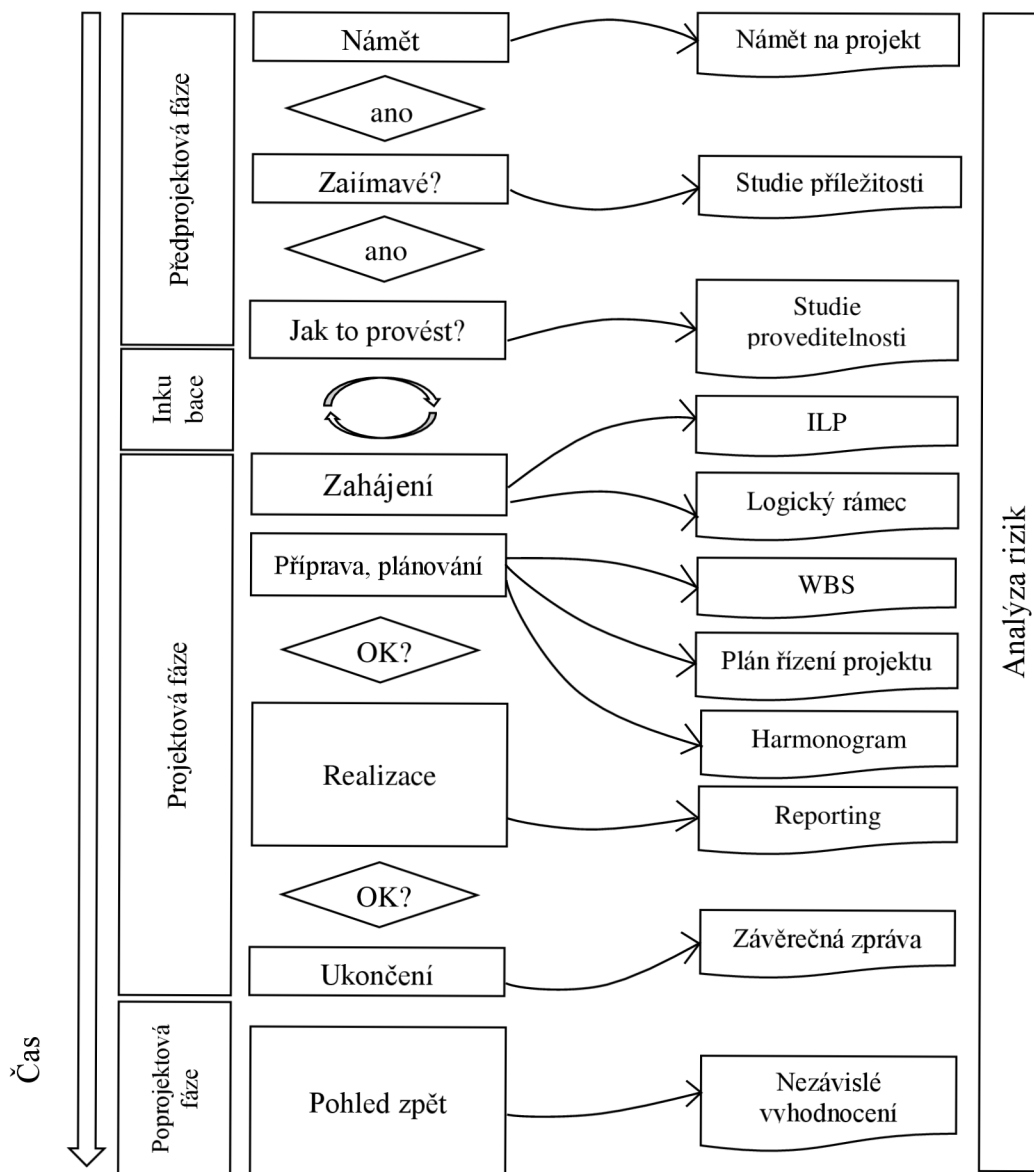 Námět
Námět na projekt
ano
Zajímavé?
Studie příležitosti
ano
Předprojektová fáze
Jak to provést?
Studie
proveditelnosti
Inku
bace
ILP
Zahájení
Logický rámec
Příprava, plánování
WBS
OK?
Plán řízení projektu
Projektová fáze
Realizace
Harmonogram
Reporting
OK?
Závěrečná zpráva
Ukončení
Poprojektová
fáze
Pohled zpět
Nezávislé
vyhodnocení
Čas
Analýza rizik